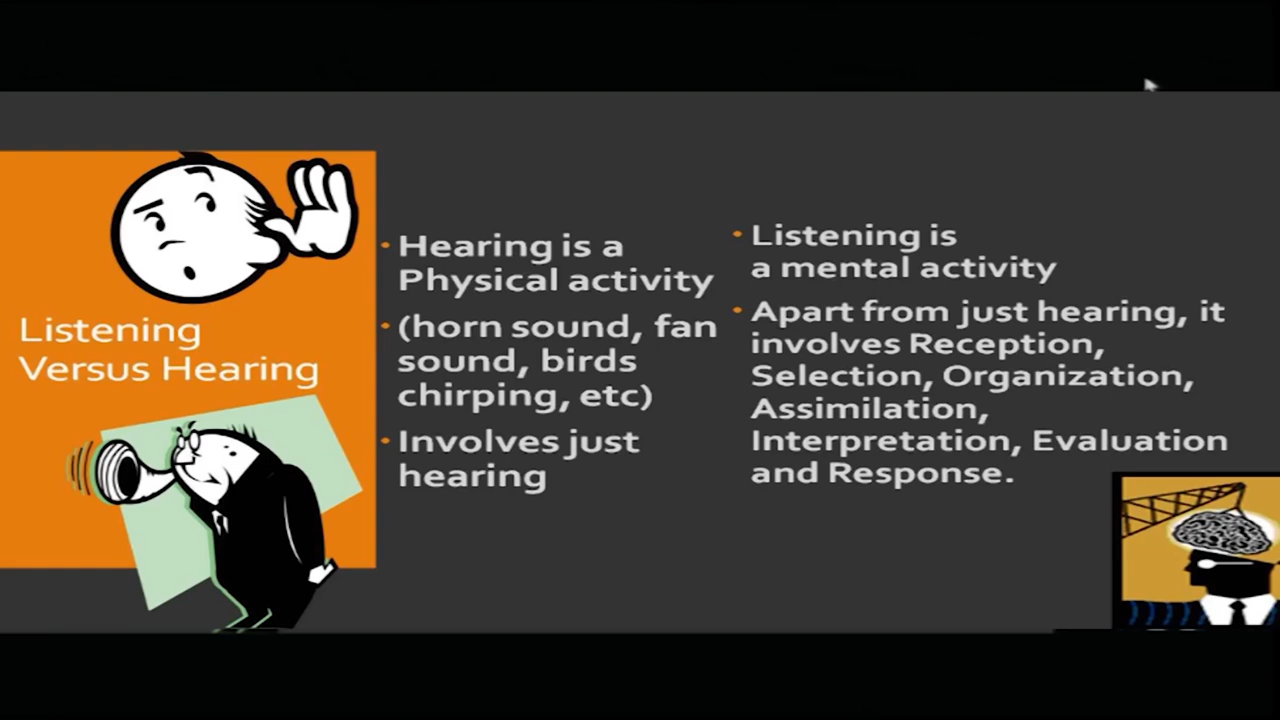 Listening
Versus Hearing
• Hearing is a
Physical activity
• (horn sound, fan
sound, birds
chirping, etc)
• Involves just
hearing
• Listening is
a mental activity
• Apart from just hearing, it
involves Reception,
Selection, Organization,
Assimilation,
Interpretation, Evaluation
and Response.